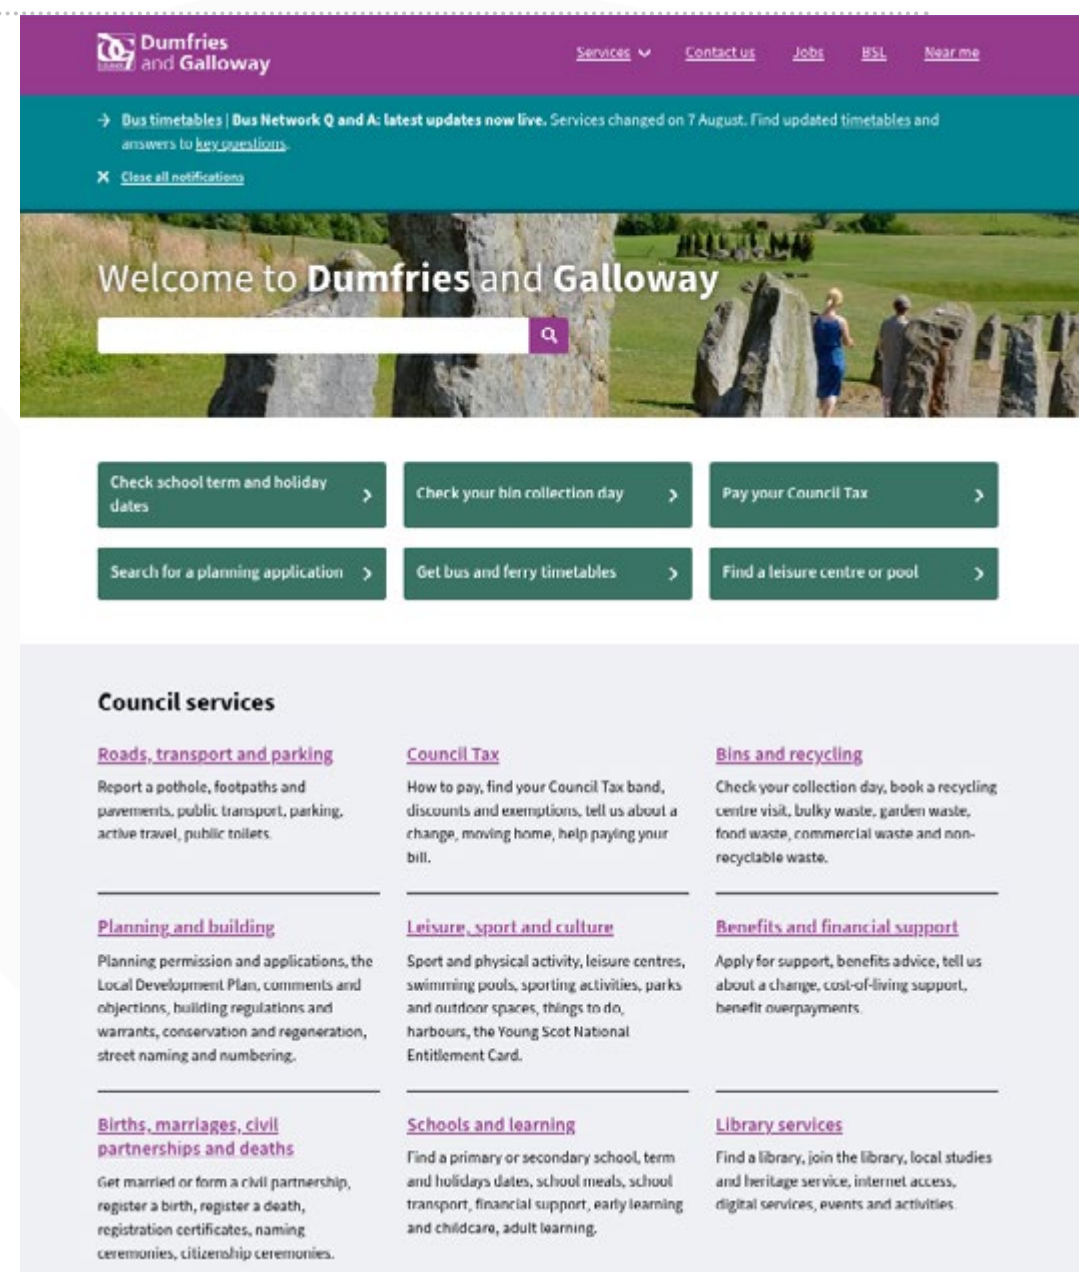 Dumfries
and Galloway
Services
Contact us
Jobs
BSL
Near me
Bus timetables | Bus Network Q and A: latest updates now live. Services changed on 7 August. Find updated timetables and
answers to key questions.
Close all notifications
Welcome to Dumfries and Galloway
Check school term and holiday
dates
Check your bin collection day
Pay your Council Tax
Search for a planning application
Get bus and ferry timetables
Find a leisure centre or pool
Council services
Roads, transport and parking
Report a pothole, footpaths and
pavements, public transport, parking,
active travel, public toilets.
Council Tax
How to pay, find your Council Tax band,
discounts and exemptions, tell us about a
change, moving home, help paying your
bill.
Bins and recycling
Check your collection day, book a recycling
centre visit, bulky waste, garden waste,
food waste, commercial waste and non-
recyclable waste.
Planning and building
Planning permission and applications, the
Local Development Plan, comments and
objections, building regulations and
warrants, conservation and regeneration,
street naming and numbering.
Leisure, sport and culture
Sport and physical activity, leisure centres,
swimming pools, sporting activities, parks
and outdoor spaces, things to do,
harbours, the Young Scot National
Entitlement Card.
Benefits and financial support
Apply for support, benefits advice, tell us
about a change, cost-of-living support,
benefit overpayments.
Births, marriages, civil
partnerships and deaths
Get married or form a civil partnership,
register a birth, register a death,
registration certificates, naming
ceremonies, citizenship ceremonies.
Schools and learning
Find a primary or secondary school, term
and holidays dates, school meals, school
transport, financial support, early learning
and childcare, adult learning.
Library services
Find a library, join the library, local studies
and heritage service, internet access,
digital services, events and activities.